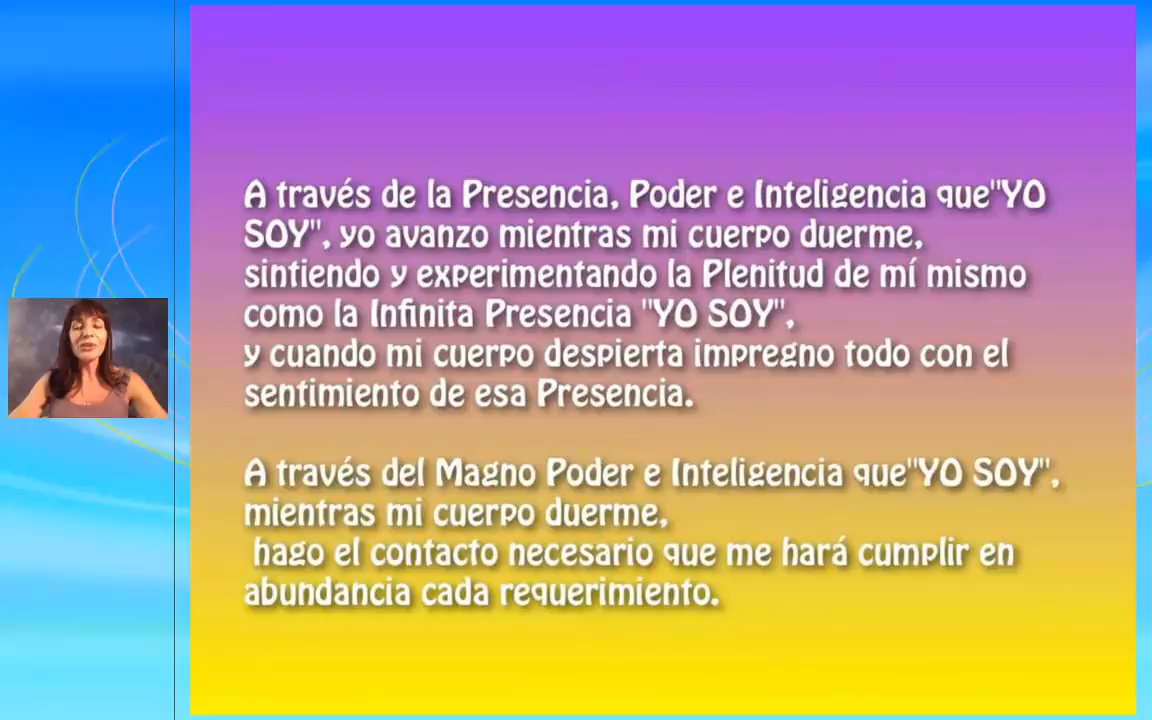 A través de la Presencia, Poder e Inteligencia que"YO
SOY", yo avanzo mientras mi cuerpo duerme,
sintiendo y experimentando la Plenitud de mí mismo
como la Infinita Presencia "YO SOY",
y cuando mi cuerpo despierta impregno todo con el
sentimiento de esa Presencia.
A través del Magno Poder e Inteligencia que"YO SOY",
mientras mi cuerpo duerme,
hago el contacto necesario que me hará cumplir en
abundancia cada requerimiento.